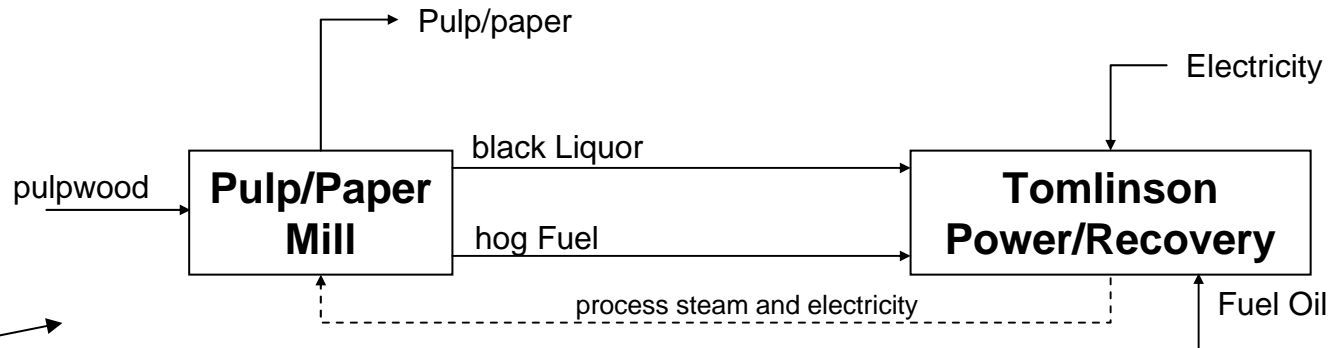 Pulp/paper
Electricity
black Liquor
pulpwood
Pulp/Paper
Mill
Tomlinson
Power/Recovery
hog Fuel
process steam and electricity
Fuel Oil